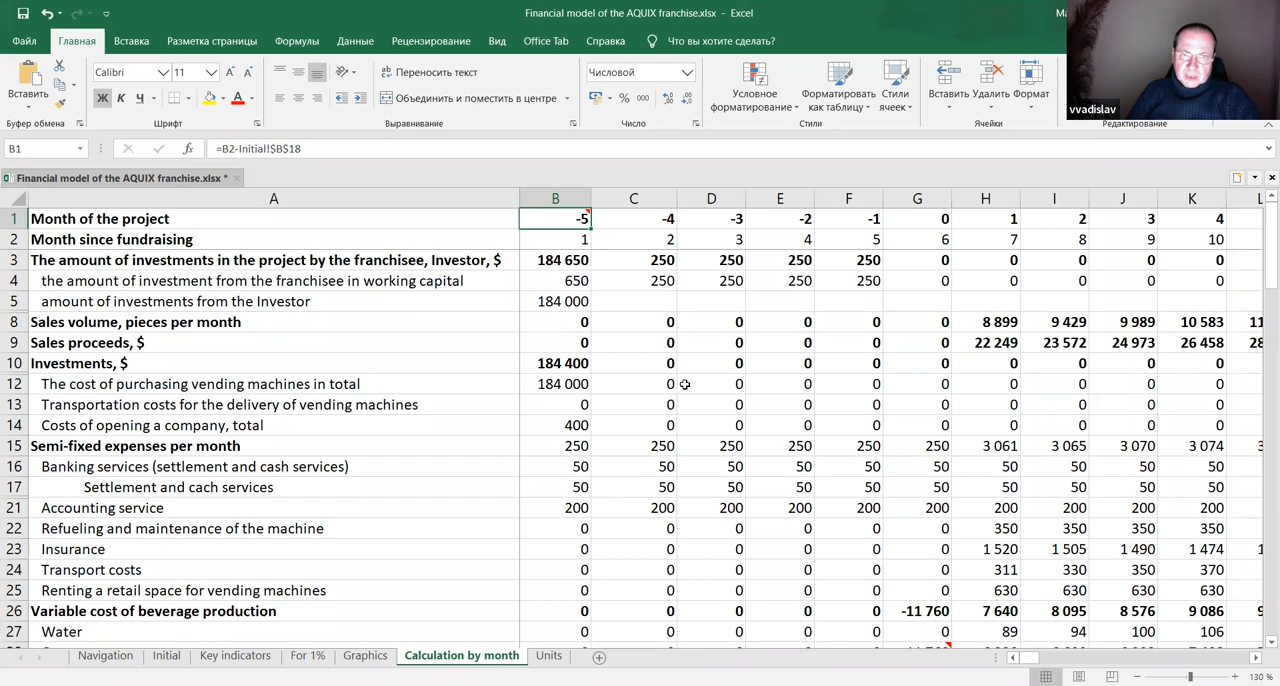 Financial model of the AQUIX franchise.xlsx - Excel
Файл Главная Вставка Разметка страницы Формулы Данные Рецензирование Вид Office Tab Справка Что вы хотите сделать?
Вставить
Буфер обмена
Calibri 11
Ж К Ч
Шрифт
Переносить текст
Объединить и поместить в центре
Выравнивание
Числовой
% 000
Число
Условное форматирование
Форматировать как таблицу
Стили ячеек
Стили
Вставить Удалить Формат
Ячейки
Редактирование
vvadislav
B1 fx =B2-Initial!$B$18
Financial model of the AQUIX franchise.xlsx *
A B C D E F G H I J K L
1 Month of the project -5 -4 -3 -2 -1 0 1 2 3 4
2 Month since fundraising 1 2 3 4 5 6 7 8 9 10
3 The amount of investments in the project by the franchisee, Investor, $ 184 650 250 250 250 250 0 0 0 0 0
4 the amount of investment from the franchisee in working capital 650 250 250 250 250 0 0 0 0 0
5 amount of investments from the Investor 184 000
8 Sales volume, pieces per month 0 0 0 0 0 0 8 899 9 429 9 989 10 583 11
9 Sales proceeds, $ 0 0 0 0 0 0 22 249 23 572 24 973 26 458 28
10 Investments, $ 184 400 0 0 0 0 0 0 0 0 0
12 The cost of purchasing vending machines in total 184 000 0 0 0 0 0 0 0 0 0
13 Transportation costs for the delivery of vending machines 0 0 0 0 0 0 0 0 0 0
14 Costs of opening a company, total 400 0 0 0 0 0 0 0 0 0
15 Semi-fixed expenses per month 250 250 250 250 250 250 3 061 3 065 3 070 3 074 3
16 Banking services (settlement and cash services) 50 50 50 50 50 50 50 50 50 50
17 Settlement and cach services 50 50 50 50 50 50 50 50 50 50
21 Accounting service 200 200 200 200 200 200 200 200 200 200
22 Refueling and maintenance of the machine 0 0 0 0 0 0 350 350 350 350
23 Insurance 0 0 0 0 0 0 1 520 1 505 1 490 1 474 1
24 Transport costs 0 0 0 0 0 0 311 330 350 370
25 Renting a retail space for vending machines 0 0 0 0 0 0 630 630 630 630
26 Variable cost of beverage production 0 0 0 0 0 -11 760 7 640 8 095 8 576 9 086 9
27 Water 0 0 0 0 0 0 89 94 100 106
Navigation Initial Key indicators For 1% Graphics Calculation by month Units
130 %